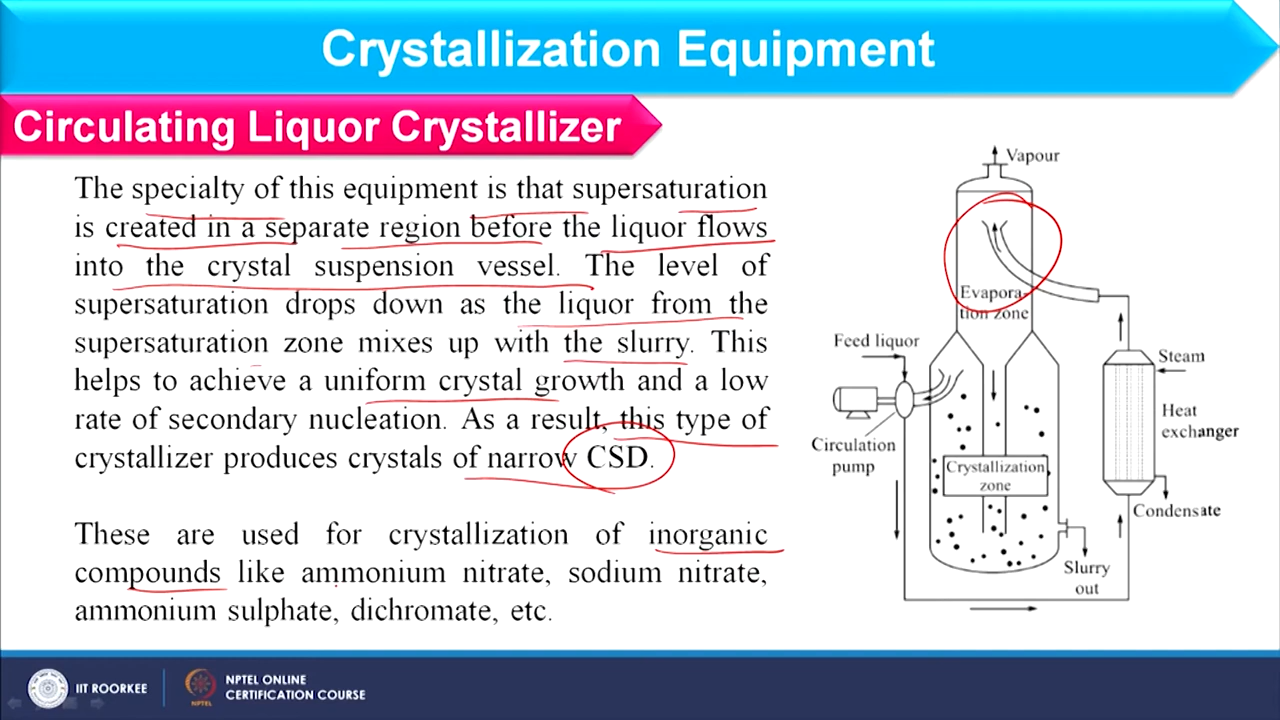 Crystallization Equipment
Circulating Liquor Crystallizer
The specialty of this equipment is that supersaturation
is created in a separate region before the liquor flows
into the crystal suspension vessel. The level of
supersaturation drops down as the liquor from the
supersaturation zone mixes up with the slurry. This
helps to achieve a uniform crystal growth and a low
rate of secondary nucleation. As a result, this type of
crystallizer produces crystals of narrow CSD.
These are used for crystallization of inorganic
compounds like ammonium nitrate, sodium nitrate,
ammonium sulphate, dichromate, etc.
Vapour
Evapora-
tion zone
Feed liquor
Steam
Heat
exchanger
Circulation
pump
Crystallization
zone
Condensate
Slurry
out
IIT ROORKEE
NPTEL
NPTEL ONLINE
CERTIFICATION COURSE